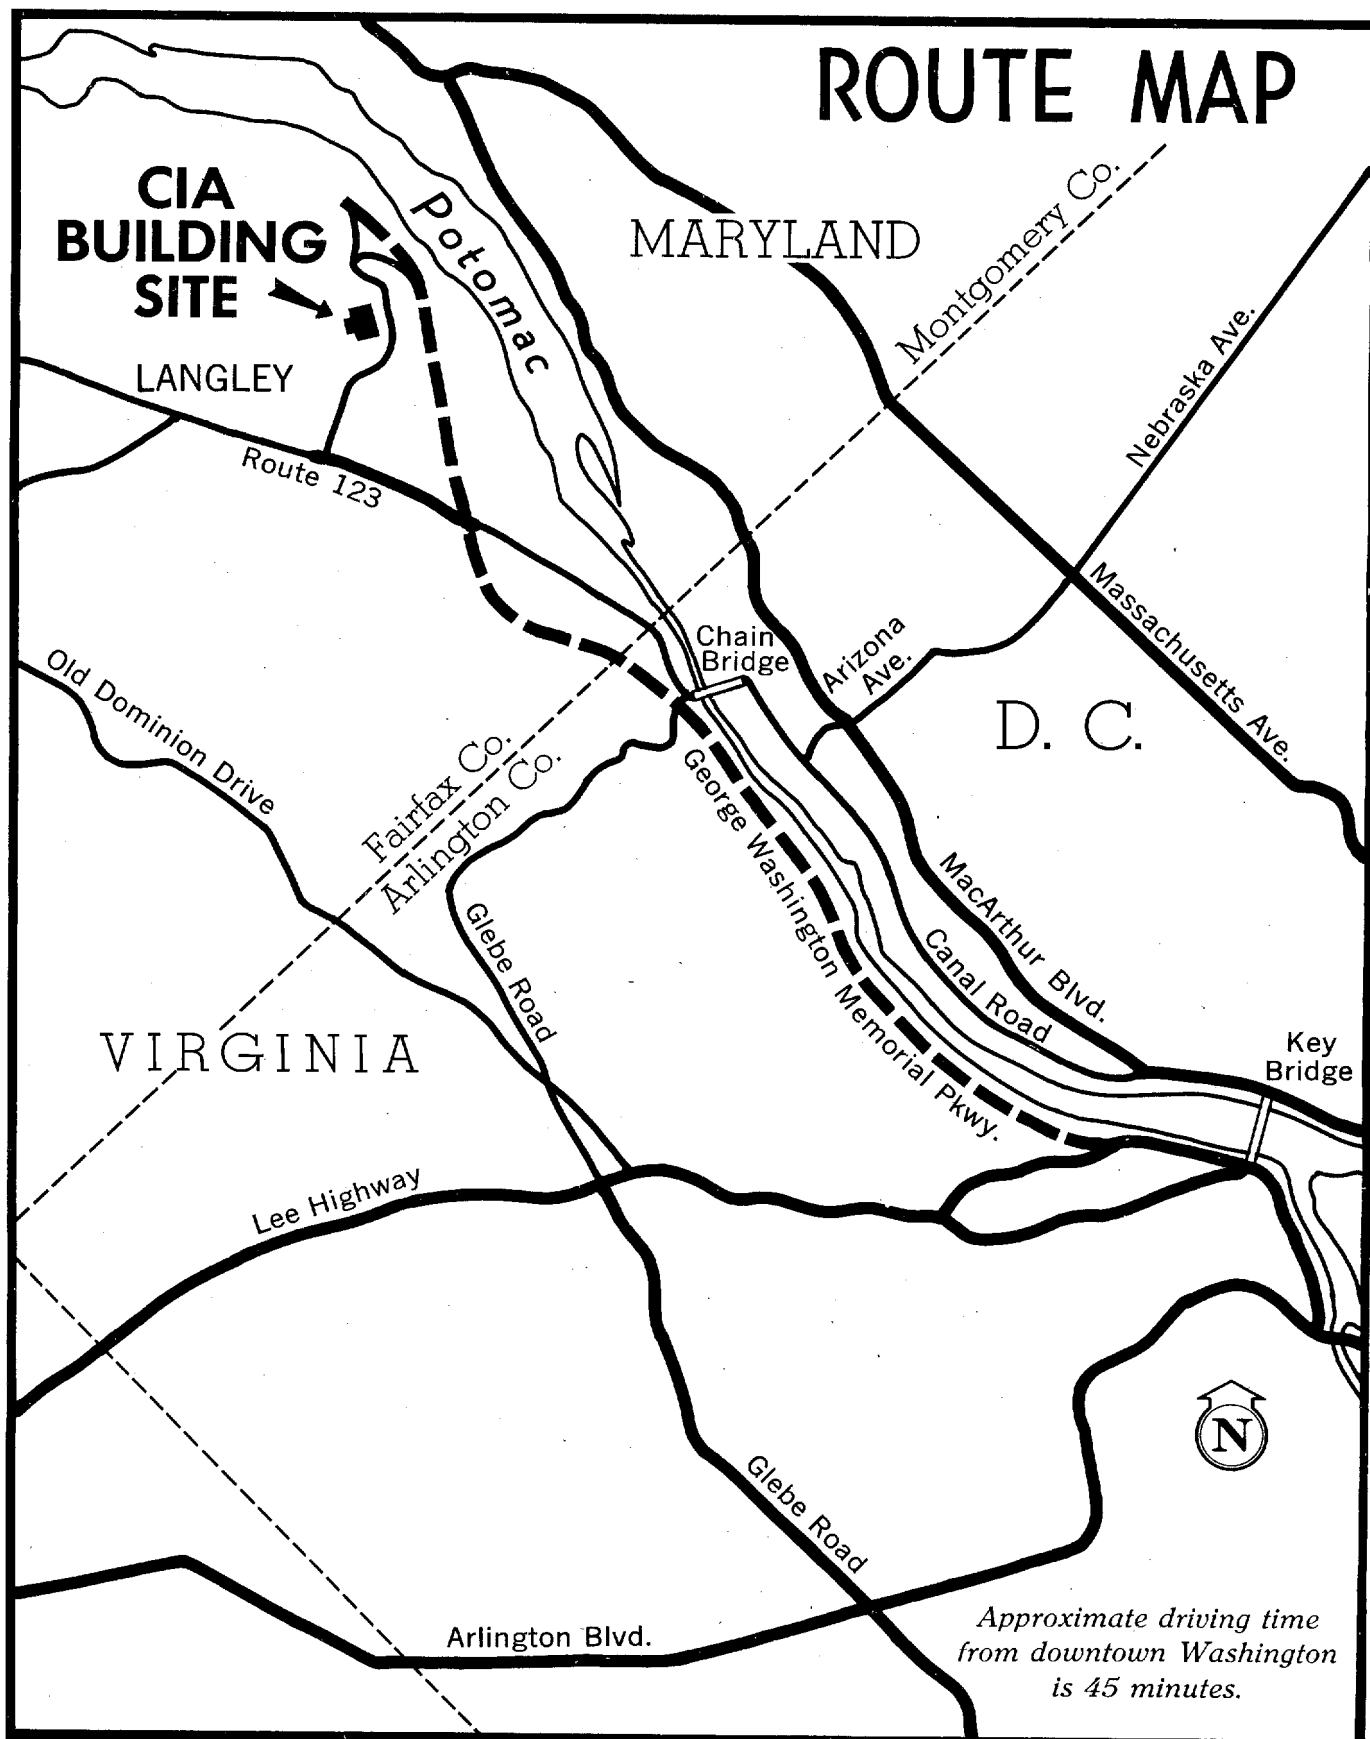 ROUTE MAP
CIA
BUILDING
SITE
Potomac
MARYLAND
Montgomery Co.
LANGLEY
Nebraska Ave.
Route 123
Massachusetts Ave.
Chain
Bridge
Arizona
Ave.
Old Dominion Drive
D. C.
Fairfax Co.
Arlington Co.
George Washington Memorial Pkwy.
MacArthur Blvd.
Glebe Road
Canal Road
VIRGINIA
Key
Bridge
Lee Highway
N
Glebe Road
Arlington Blvd.
Approximate driving time
from downtown Washington
is 45 minutes.